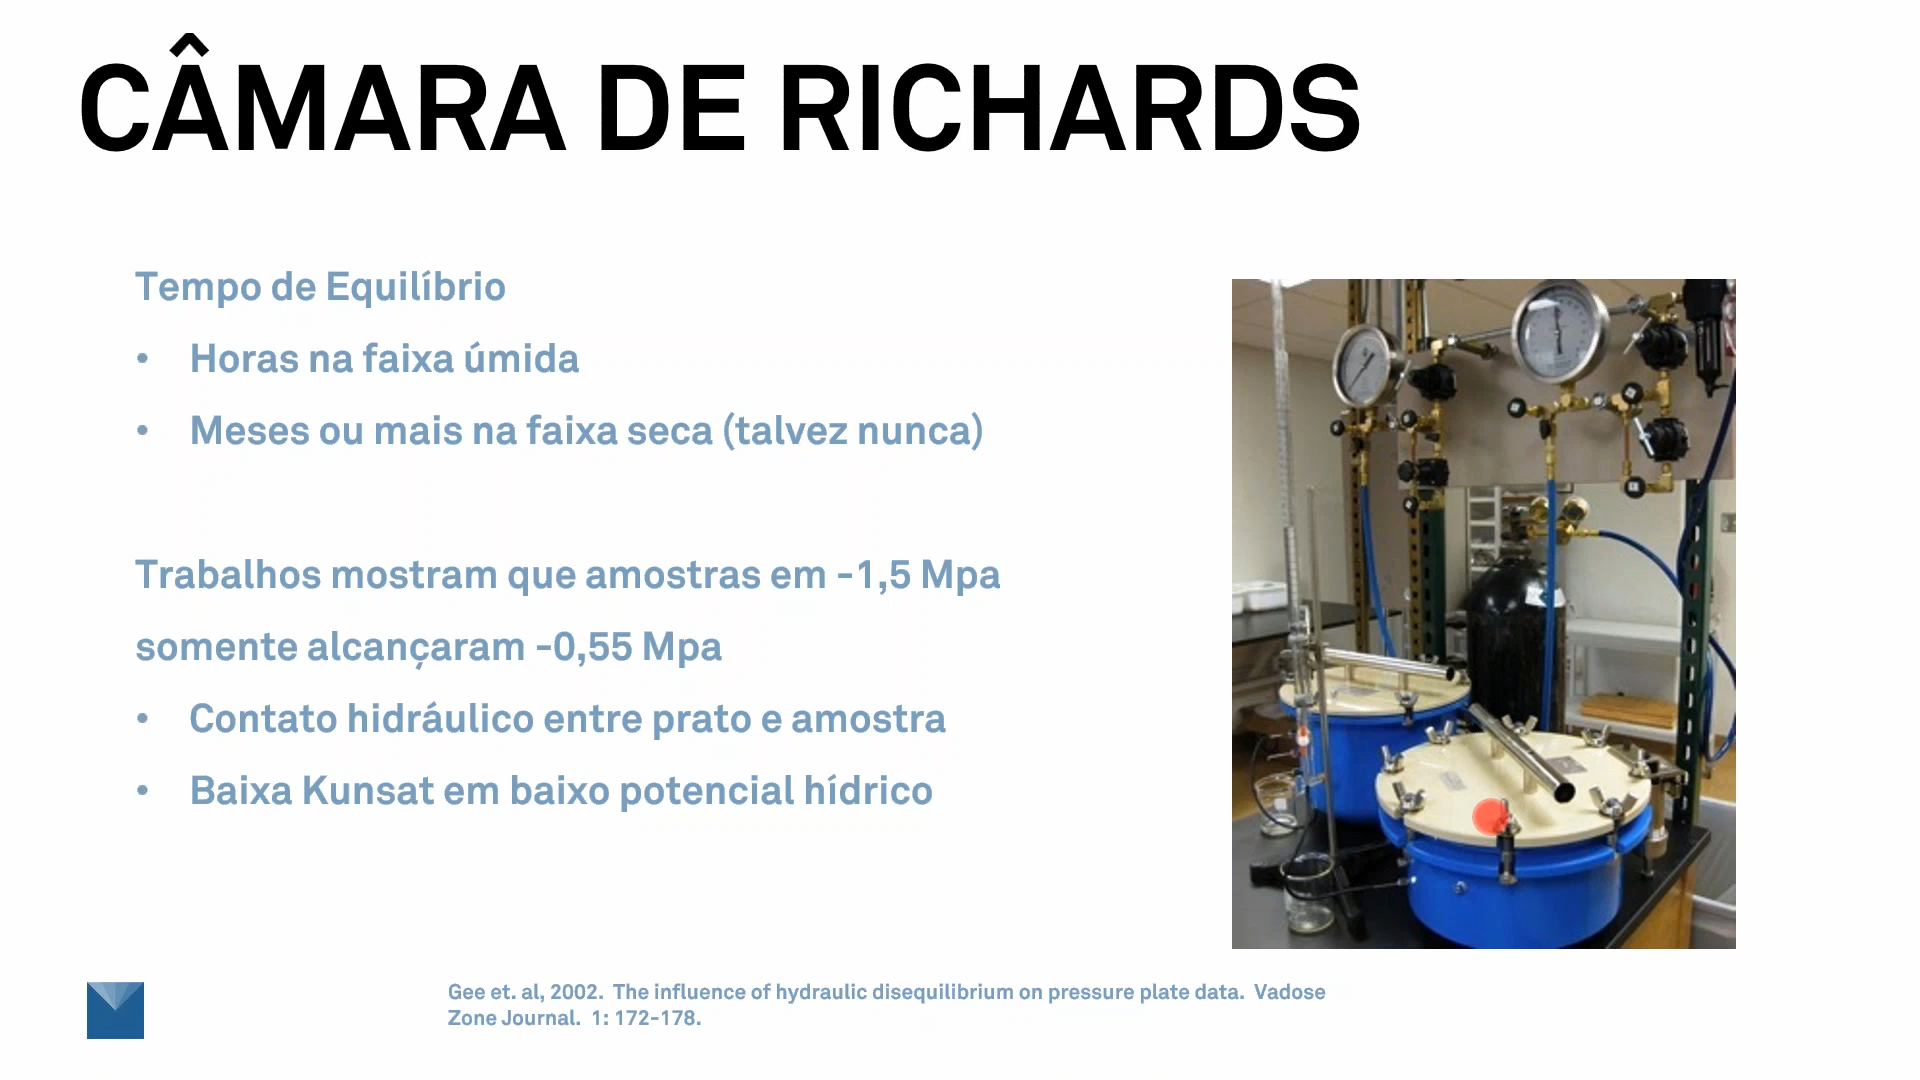 CÂMARA DE RICHARDS
Tempo de Equilíbrio
• Horas na faixa úmida
• Meses ou mais na faixa seca (talvez nunca)
Trabalhos mostram que amostras em -1,5 Mpa
somente alcançaram -0,55 Mpa
• Contato hidráulico entre prato e amostra
• Baixa Kunsat em baixo potencial hídrico
Gee et. al, 2002. The influence of hydraulic disequilibrium on pressure plate data. Vadose
Zone Journal. 1: 172-178.